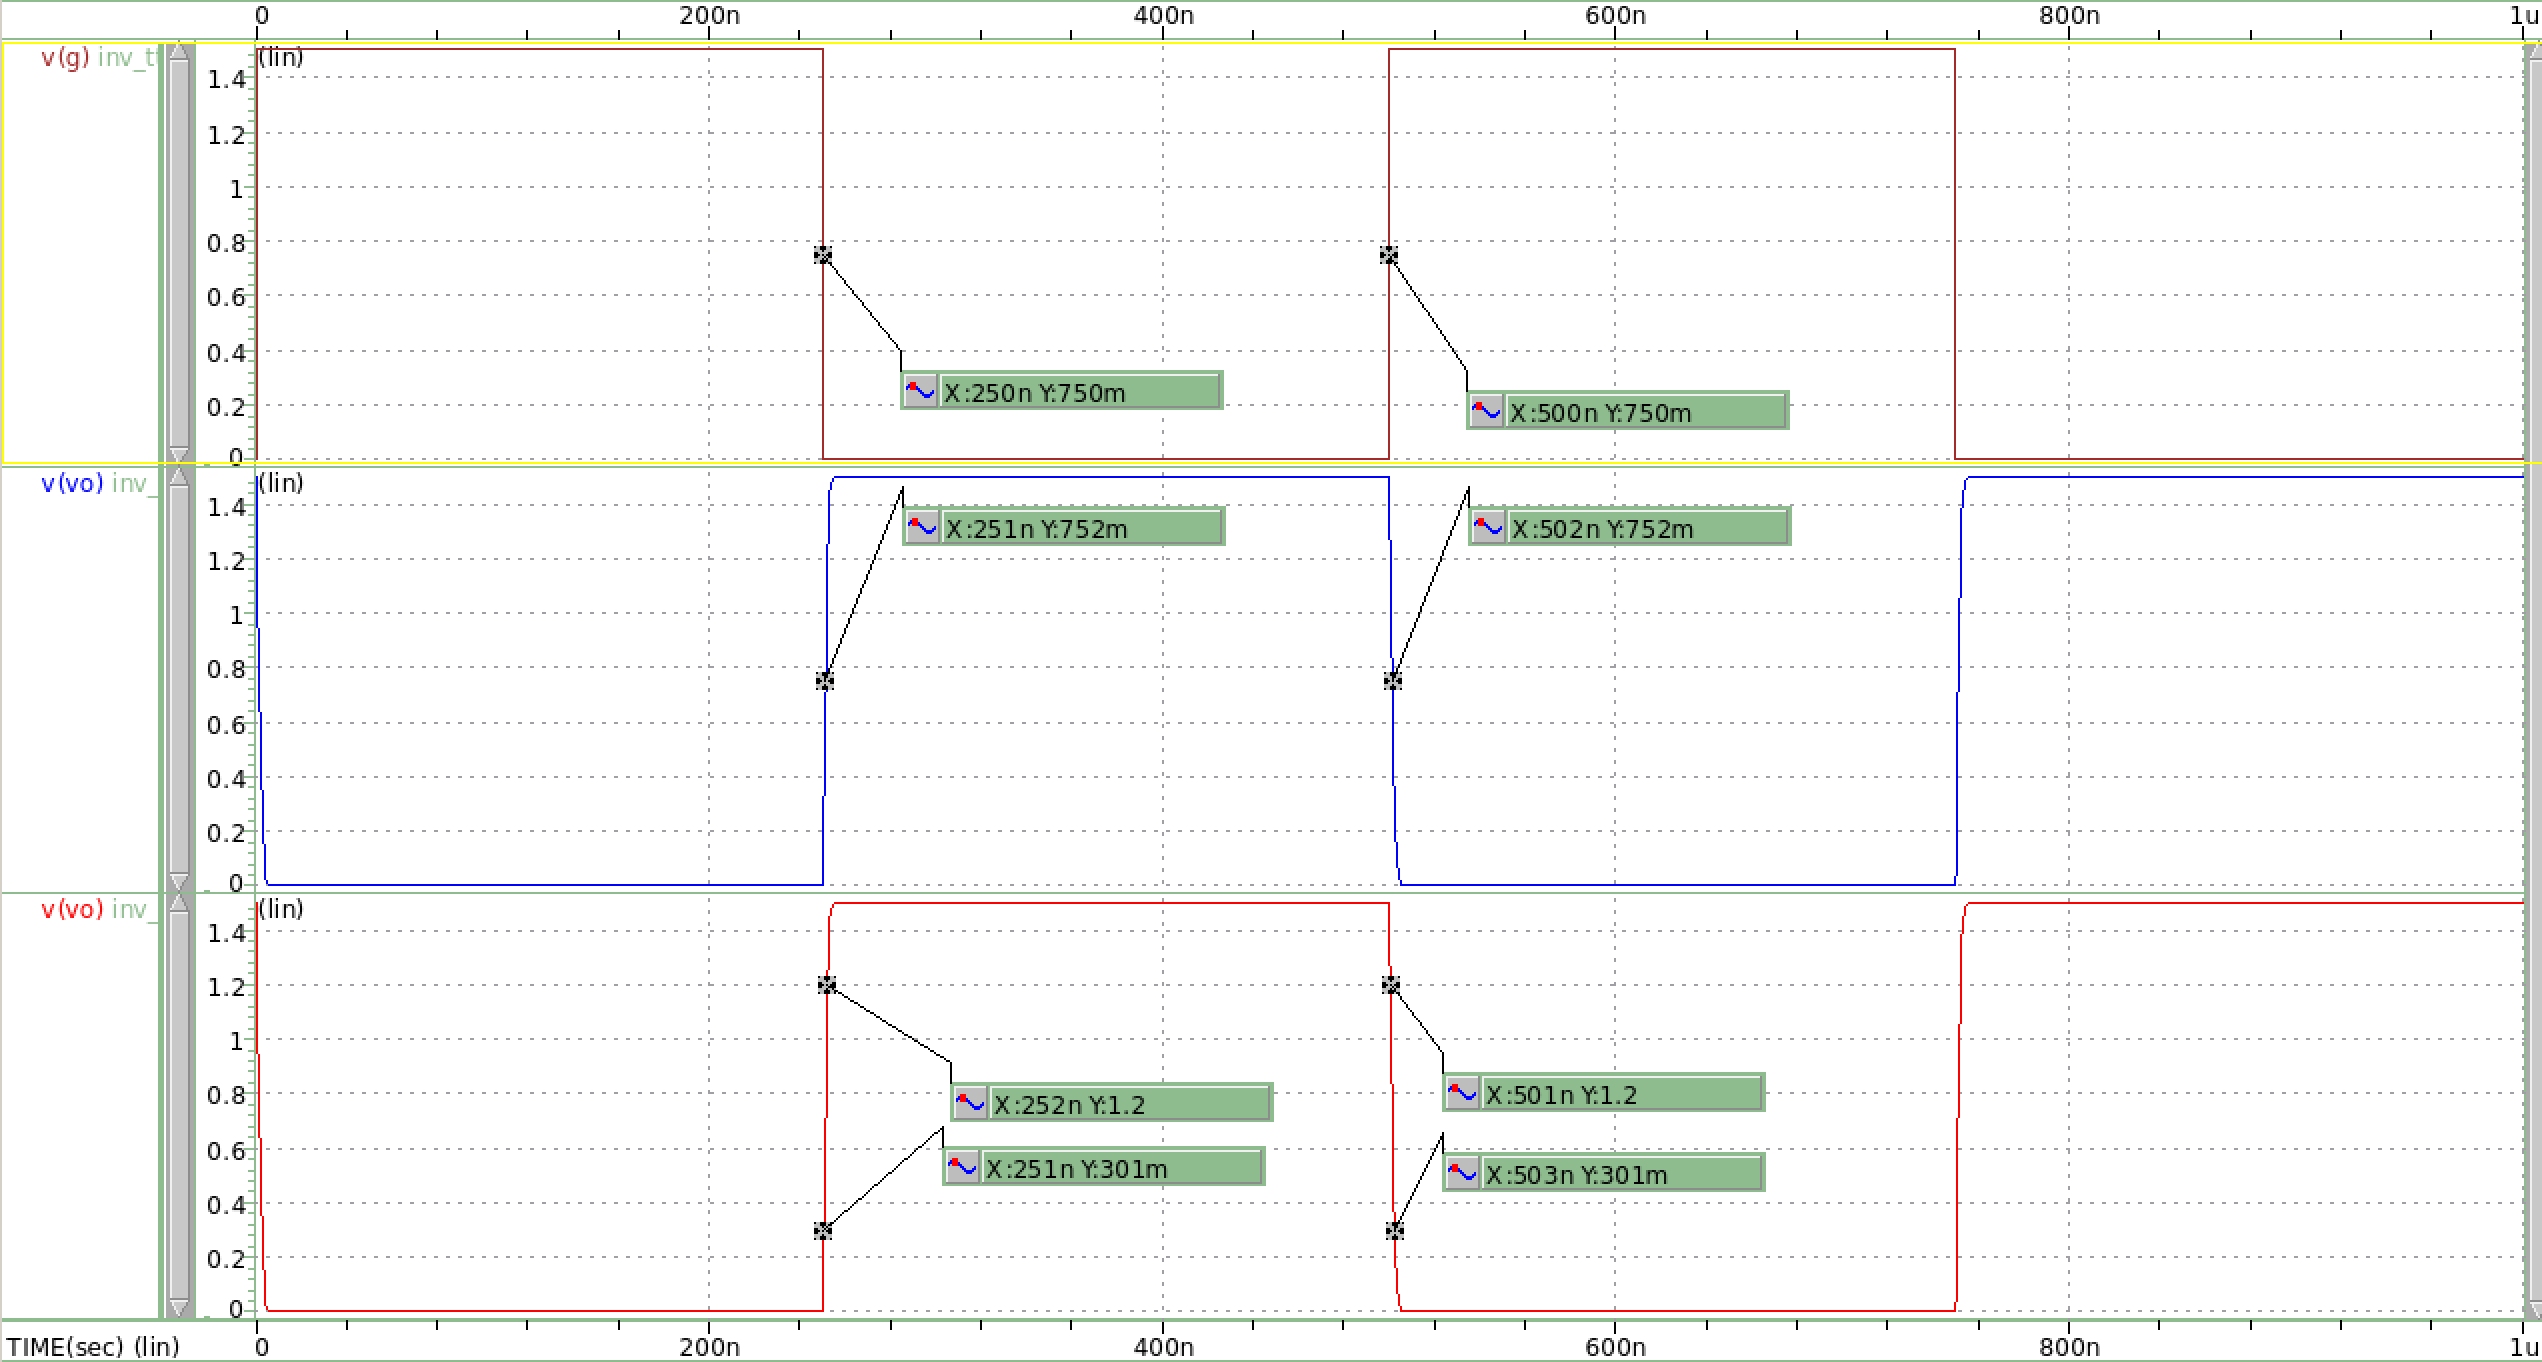 0 200n 400n 600n 800n 1u
v(g) inv_t (lin)
1.4
1.2
1
0.8
0.6
0.4
X:250n Y:750m
X:500n Y:750m
0.2
0
v(vo) inv_ (lin)
1.4
X:251n Y:752m X:502n Y:752m
1.2
1
0.8
0.6
0.4
0.2
0
v(vo) inv_ (lin)
1.4
1.2
1
0.8
X:252n Y:1.2 X:501n Y:1.2
0.6
X:251n Y:301m X:503n Y:301m
0.4
0.2
0
TIME(sec) (lin) 0 200n 400n 600n 800n 1u